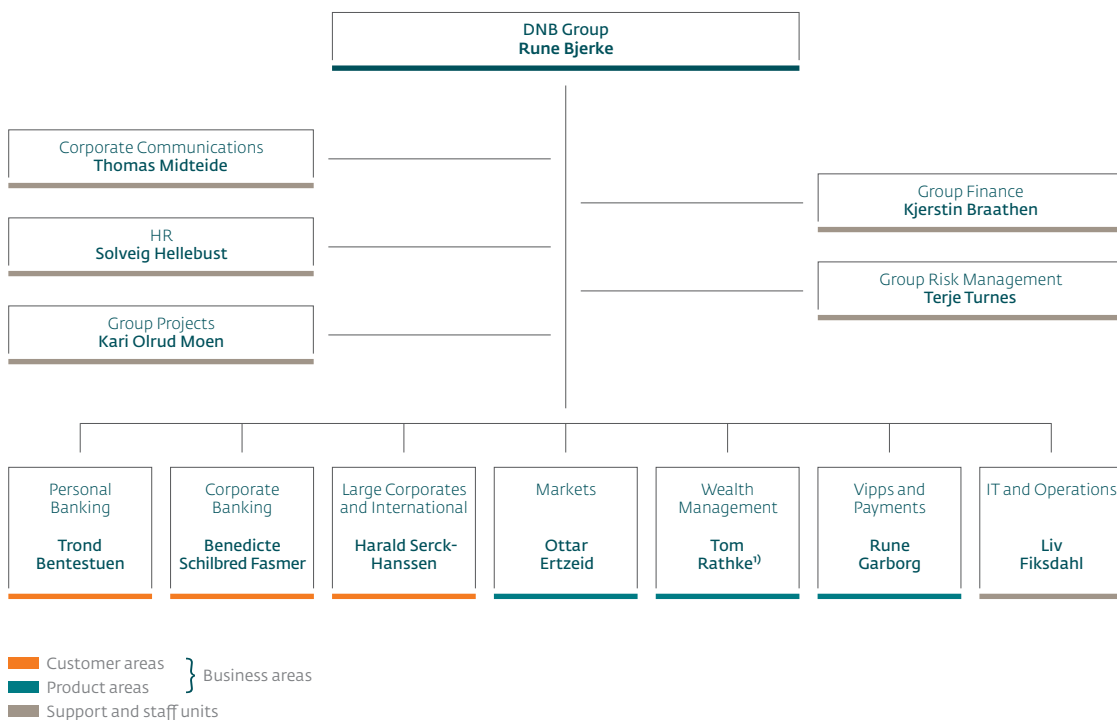 DNB Group
Rune Bjerke
Corporate Communications
Thomas Midteide
Group Finance
Kjerstin Braathen
HR
Solveig Hellebust
Group Risk Management
Terje Turnes
Group Projects
Kari Olrud Moen
Personal
Banking
Trond
Bentestuen
Corporate
Banking
Benedicte
Schilbred Fasmer
Large Corporates
and International
Harald Serck-
Hanssen
Markets
Ottar
Ertzeid
Wealth
Management
Tom
Rathke¹⁾
Vipps and
Payments
Rune
Garborg
IT and Operations
Liv
Fiksdahl
Customer areas
Product areas
Business areas
Support and staff units